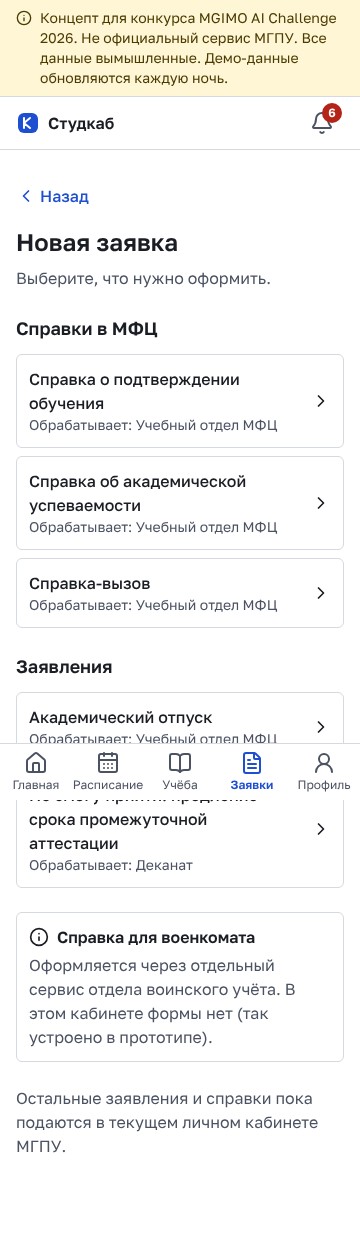 Концепт для конкурса MGIMO AI Challenge
2026. Не официальный сервис МГПУ. Все
данные вымышленные. Демо-данные
обновляются каждую ночь.
Студкаб
6
Назад
Новая заявка
Выберите, что нужно оформить.
Справки в МФЦ
Справка о подтверждении
обучения
Обрабатывает: Учебный отдел МФЦ
Справка об академической
успеваемости
Обрабатывает: Учебный отдел МФЦ
Справка-вызов
Обрабатывает: Учебный отдел МФЦ
Заявления
Академический отпуск
Обрабатывает: Учебный отдел МФЦ
Главная Расписание Учёба Заявки Профиль
срока промежуточной
аттестации
Обрабатывает: Деканат
Справка для военкомата
Оформляется через отдельный
сервис отдела воинского учёта. В
этом кабинете формы нет (так
устроено в прототипе).
Остальные заявления и справки пока
подаются в текущем личном кабинете
МГПУ.